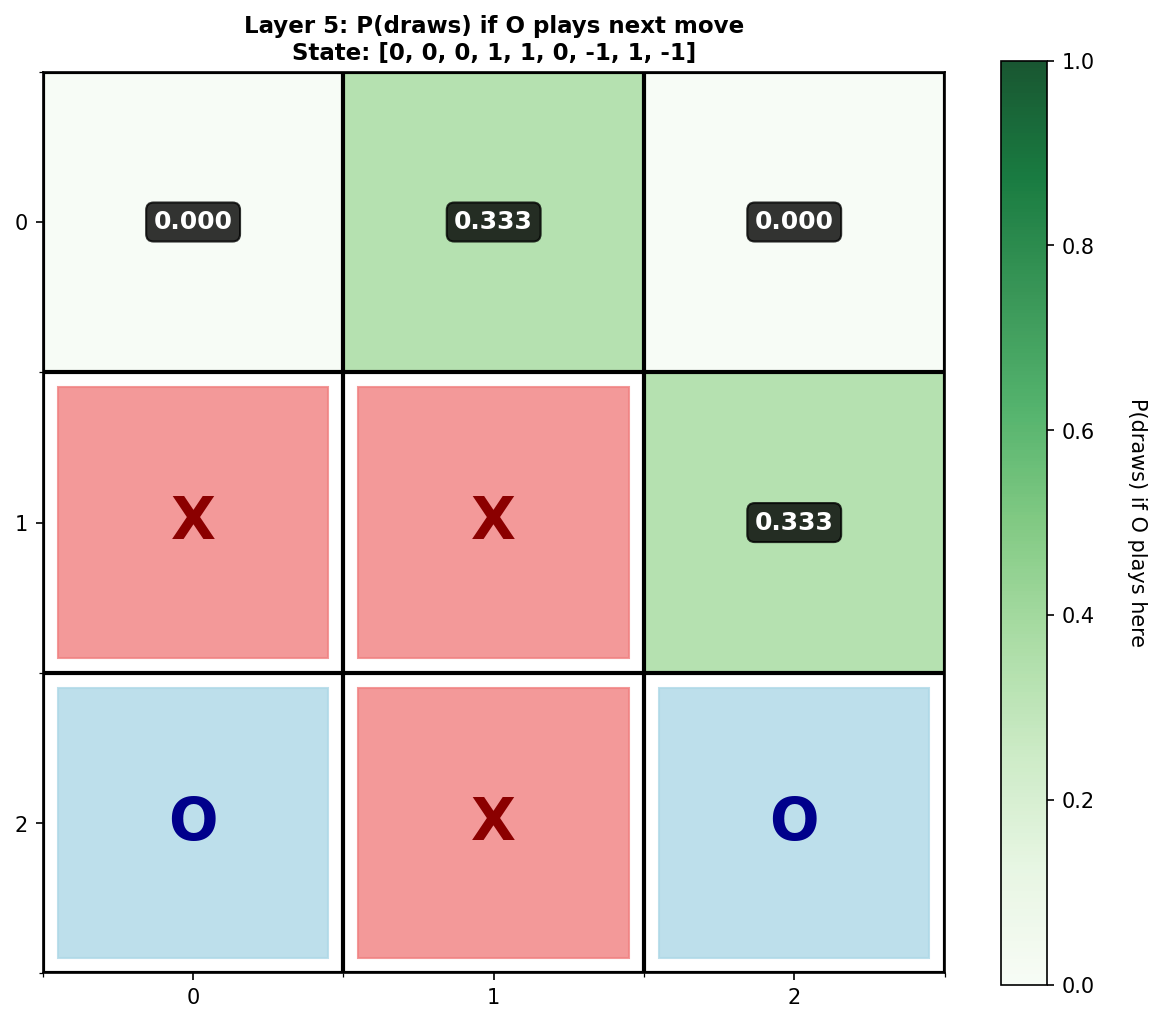 Layer 5: P(draws) if O plays next move
State: [0, 0, 0, 1, 1, 0, -1, 1, -1]
0
0.000
0.333
0.000
1
X
X
0.333
2
O
X
O
0
1
2
1.0
0.8
0.6
0.4
0.2
0.0
P(draws) if O plays here